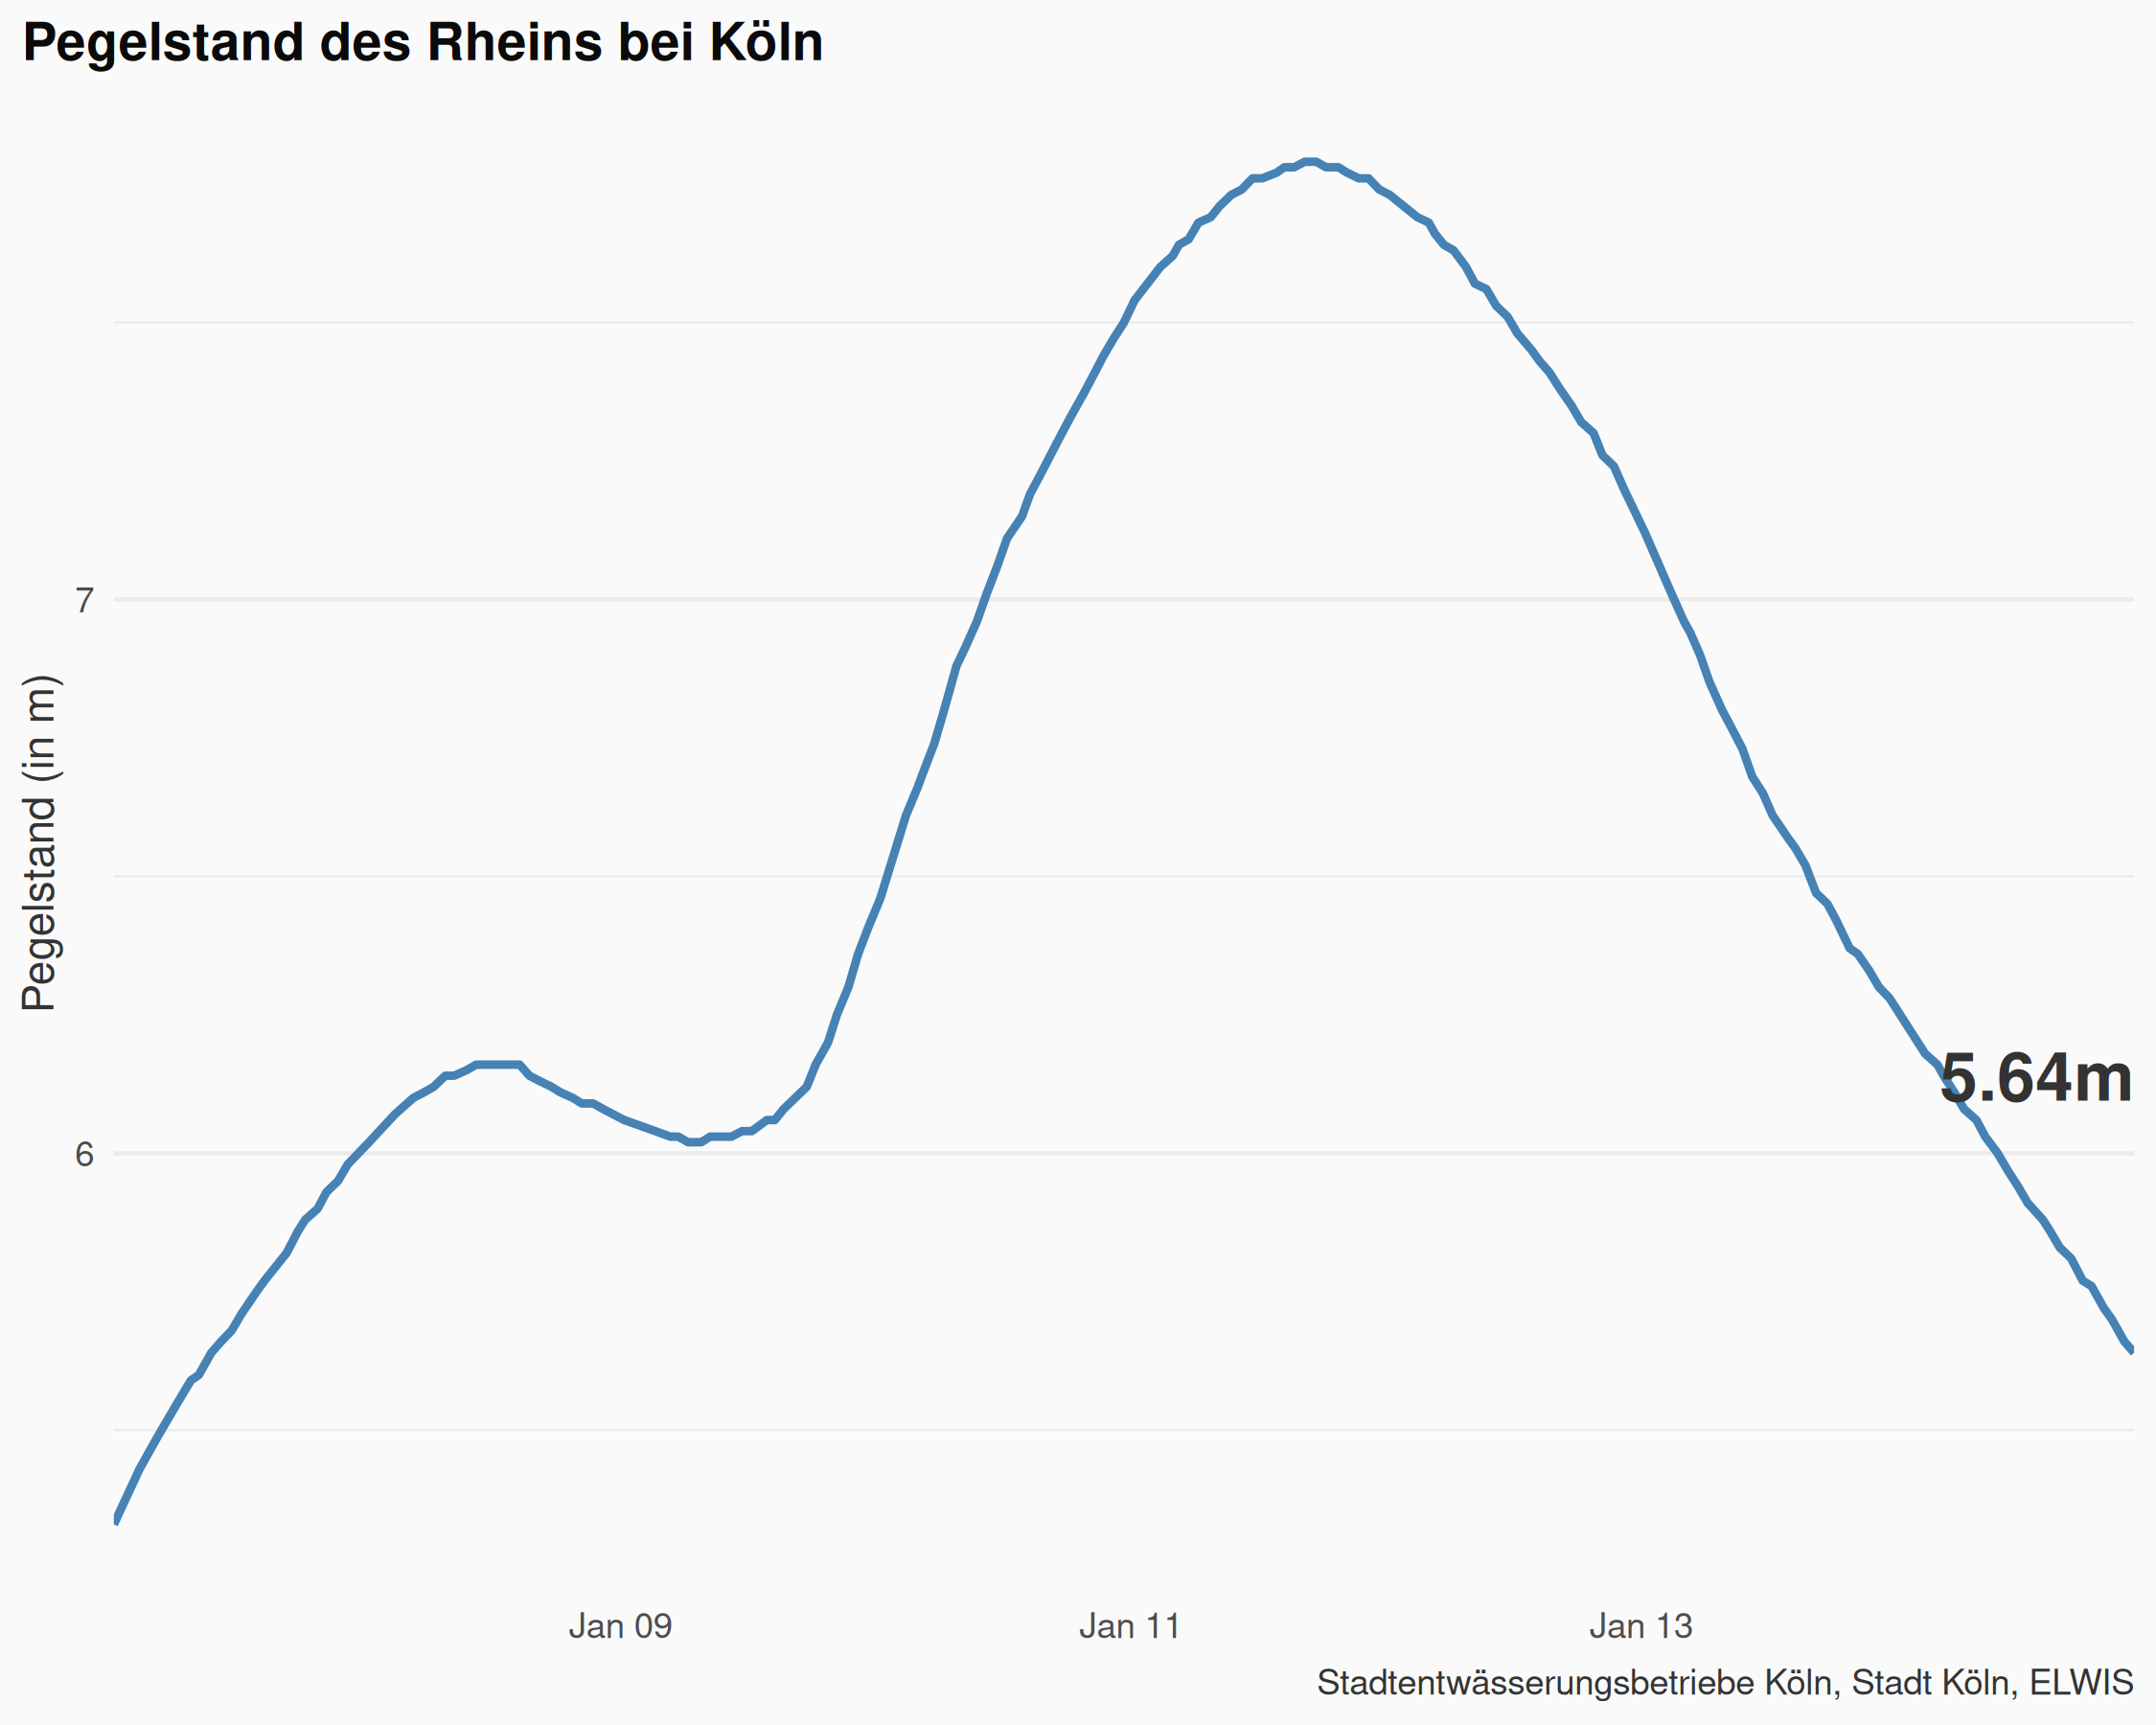 Pegelstand des Rheins bei Köln
Pegelstand (in m)
7
6
5.64m
Jan 09
Jan 11
Jan 13
Stadtentwässerungsbetriebe Köln, Stadt Köln, ELWIS